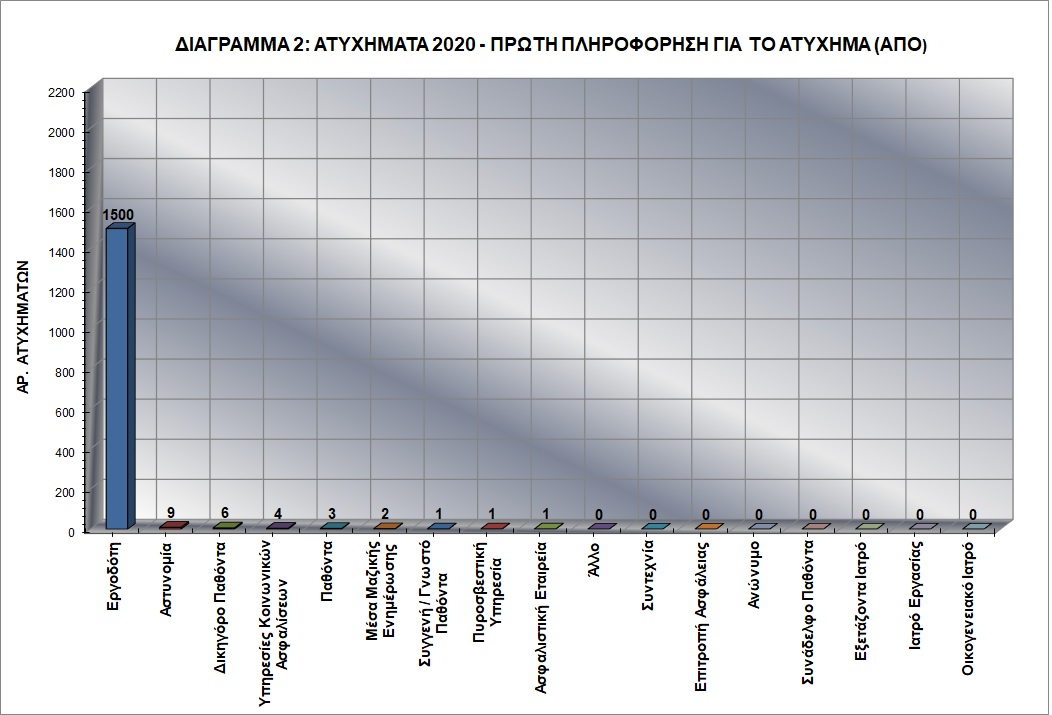 ΔΙΑΓΡΑΜΜΑ 2: ΑΤΥΧΗΜΑΤΑ 2020 - ΠΡΩΤΗ ΠΛΗΡΟΦΟΡΗΣΗ ΓΙΑ ΤΟ ΑΤΥΧΗΜΑ (ΑΠΟ)
ΑΡ. ΑΤΥΧΗΜΑΤΩΝ
2200
2000
1800
1600
1400
1200
1000
800
600
400
200
0
1500
9
6
4
3
2
1
1
1
0
0
0
0
0
0
0
0
Εργοδότη
Αστυνομία
Δικηγόρο Παθόντα
Υπηρεσίες Κοινωνικών
Ασφαλίσεων
Παθόντα
Μέσα Μαζικής
Ενημέρωσης
Συγγενή / Γνωστό
Παθόντα
Πυροσβεστική
Υπηρεσία
Ασφαλιστική Εταιρεία
Άλλο
Συντεχνία
Επιτροπή Ασφάλειας
Ανώνυμο
Συνάδελφο Παθόντα
Εξετάζοντα Ιατρό
Ιατρό Εργασίας
Οικογενειακό Ιατρό